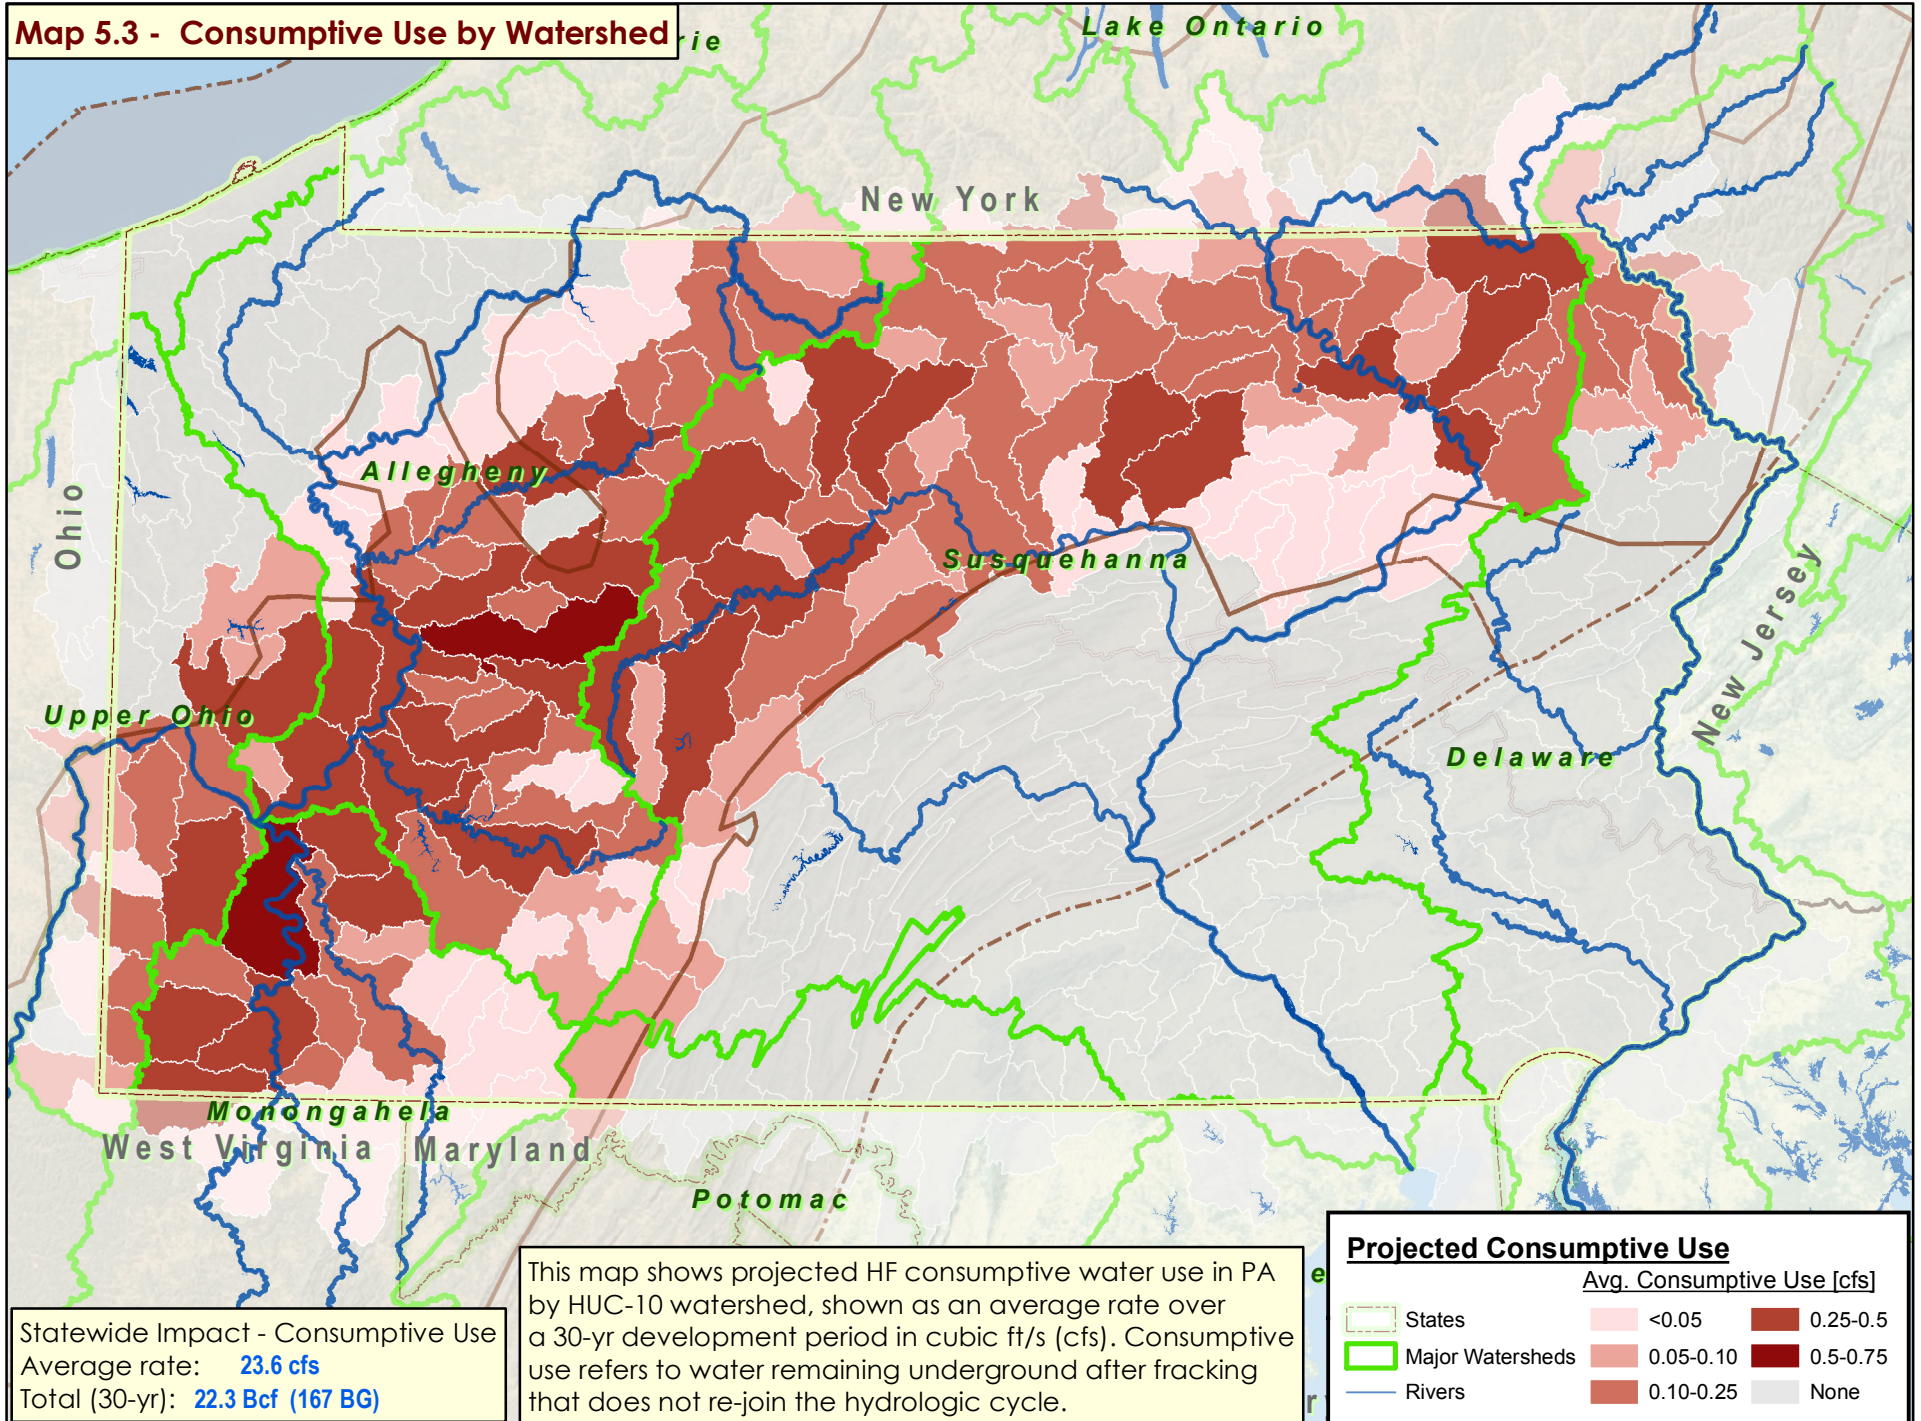 Map 5.3 - Consumptive Use by Watershed
rie
Lake Ontario
New York
Allegheny
Ohio
Susquehanna
New Jersey
Upper Ohio
Delaware
Monongahela
West Virginia
Maryland
Potomac
Statewide Impact - Consumptive Use
Average rate: 23.6 cfs
Total (30-yr): 22.3 Bcf (167 BG)
This map shows projected HF consumptive water use in PA
by HUC-10 watershed, shown as an average rate over
a 30-yr development period in cubic ft/s (cfs). Consumptive
use refers to water remaining underground after fracking
that does not re-join the hydrologic cycle.
e
r
Projected Consumptive Use
Avg. Consumptive Use [cfs]
States
<0.05
0.25-0.5
Major Watersheds
0.05-0.10
0.5-0.75
Rivers
0.10-0.25
None